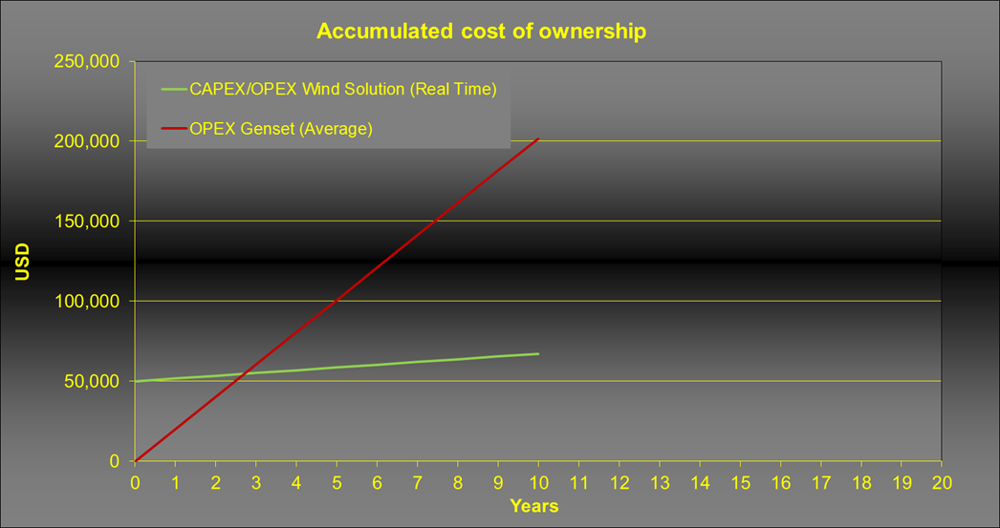 Accumulated cost of ownership
250,000
CAPEX/OPEX Wind Solution (Real Time)
OPEX Genset (Average)
200,000
150,000
USD
100,000
50,000
0
0 1 2 3 4 5 6 7 8 9 10 11 12 13 14 15 16 17 18 19 20
Years